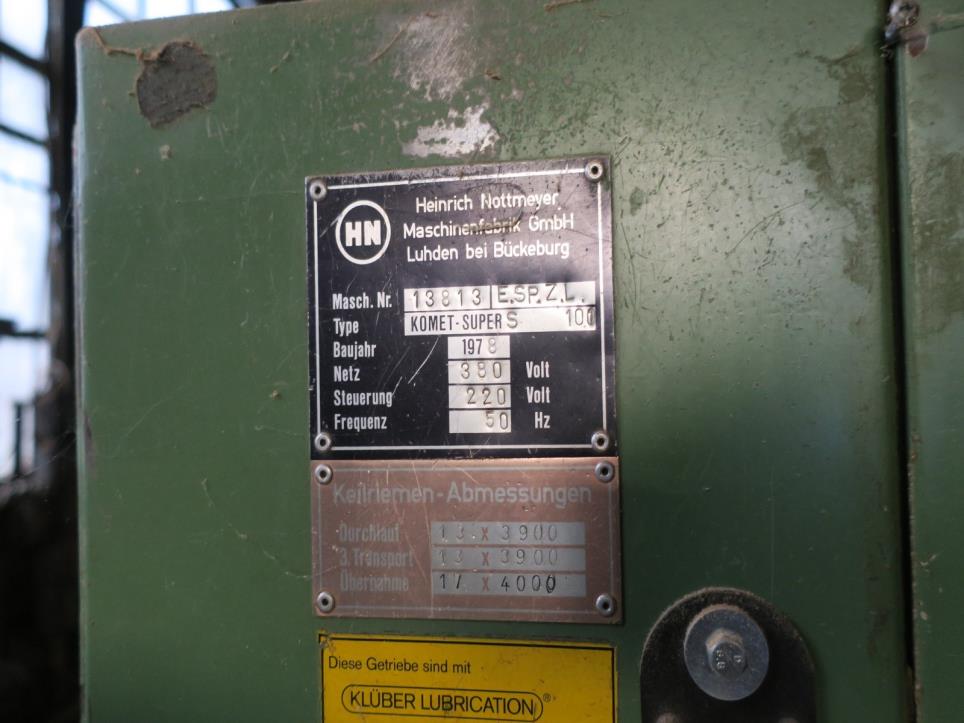 HN
Heinrich Nottmeyer
Maschinenfabrik GmbH
Luhden bei Bückeburg
Masch. Nr. 13813 E.SP.Z.L.
Type KOMET-SUPER S 100
Baujahr 1978
Netz 380 Volt
Steuerung 220 Volt
Frequenz 50 Hz
Keilriemen-Abmessungen
Durchlauf 13 x 3900
3. Transport 13 x 3900
Übernahme 17 x 4000
Diese Getriebe sind mit
KLÜBER LUBRICATION®